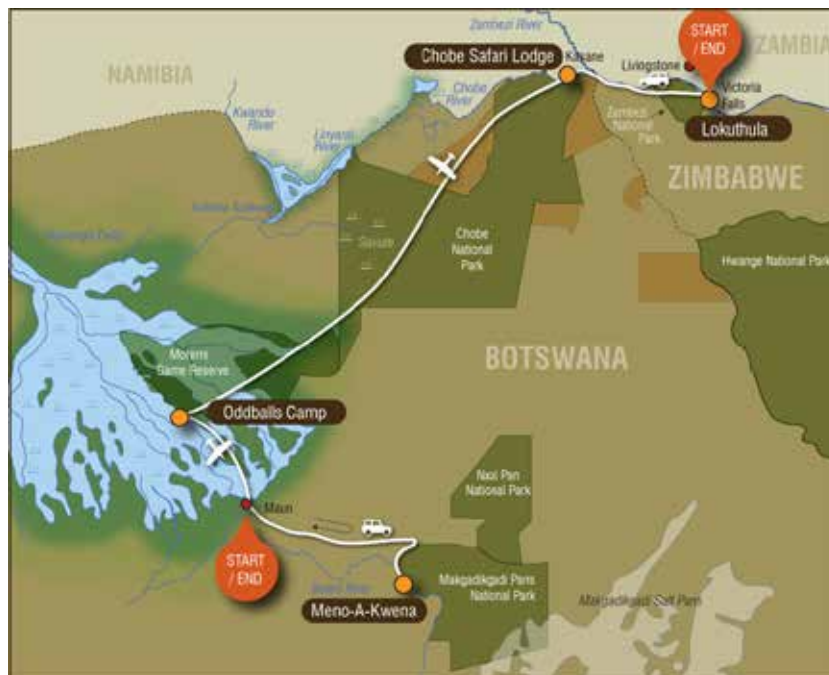 Zambezi River
START
/ END
ZAMBIA
NAMIBIA
Chobe Safari Lodge
Kasane
Livingstone
Chobe
River
Kwando
River
Linyanti River
Victoria
Falls
Zambezi
National
Park
Lokuthula
ZIMBABWE
Savute
Chobe
National
Park
Hwange National Park
Moremi
Game Reserve
BOTSWANA
Oddballs Camp
Nxai Pan
National Park
Maun
START
/ END
Makgadikgadi Pans
National Park
Meno-A-Kwena
Makgadikgadi Salt Pans